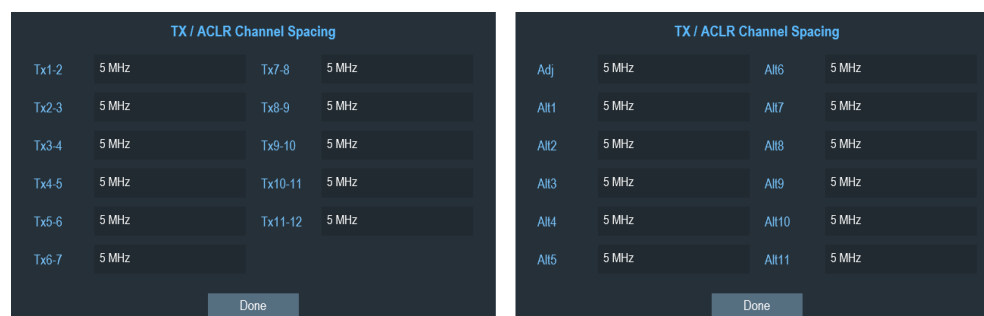 TX / ACLR Channel Spacing
Tx1-2 5 MHz Tx7-8 5 MHz
Tx2-3 5 MHz Tx8-9 5 MHz
Tx3-4 5 MHz Tx9-10 5 MHz
Tx4-5 5 MHz Tx10-11 5 MHz
Tx5-6 5 MHz Tx11-12 5 MHz
Tx6-7 5 MHz
Done
TX / ACLR Channel Spacing
Adj 5 MHz Alt6 5 MHz
Alt1 5 MHz Alt7 5 MHz
Alt2 5 MHz Alt8 5 MHz
Alt3 5 MHz Alt9 5 MHz
Alt4 5 MHz Alt10 5 MHz
Alt5 5 MHz Alt11 5 MHz
Done